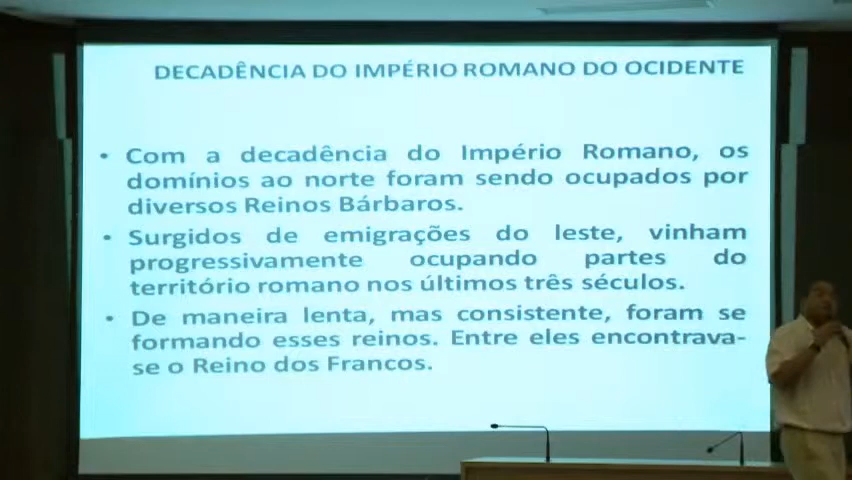 DECADÊNCIA DO IMPÉRIO ROMANO DO OCIDENTE
• Com a decadência do Império Romano, os
domínios ao norte foram sendo ocupados por
diversos Reinos Bárbaros.
• Surgidos de emigrações do leste, vinham
progressivamente ocupando partes do
território romano nos últimos três séculos.
• De maneira lenta, mas consistente, foram se
formando esses reinos. Entre eles encontrava-
se o Reino dos Francos.